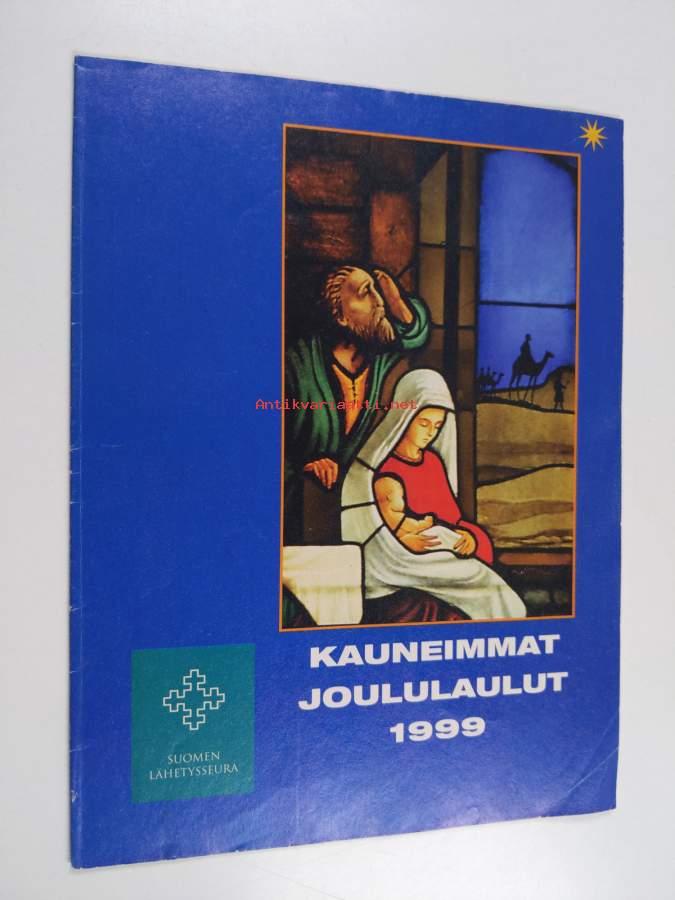 Antikvariaatti.net
KAUNEIMMAT
JOULULAULUT
1999
SUOMEN
LÄHETYSSEURA